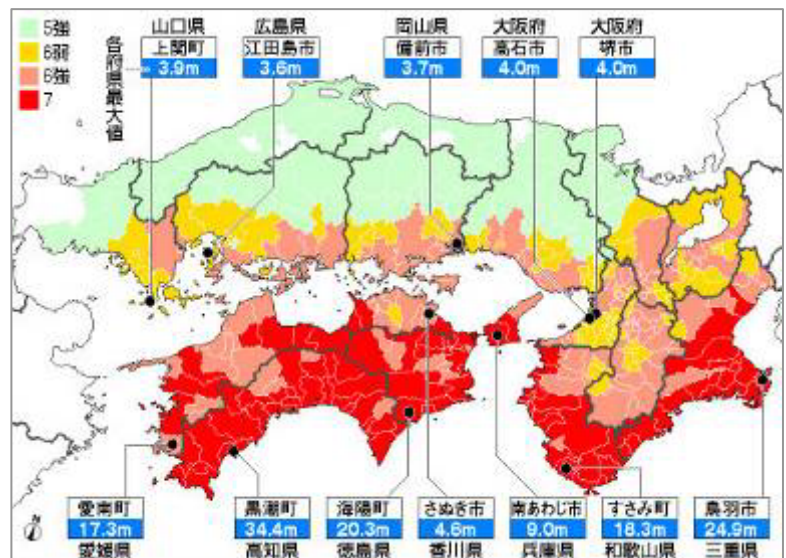 5強
6弱
6強
7
各府県最大値
山口県
上関町
3.9m
広島県
江田島市
3.6m
岡山県
備前市
3.7m
大阪府
高石市
4.0m
大阪府
堺市
4.0m
愛南町
17.3m
愛媛県
黒潮町
34.4m
高知県
海陽町
20.3m
徳島県
さぬき市
4.6m
香川県
南あわじ市
9.0m
兵庫県
すさみ町
18.3m
和歌山県
鳥羽市
24.9m
三重県